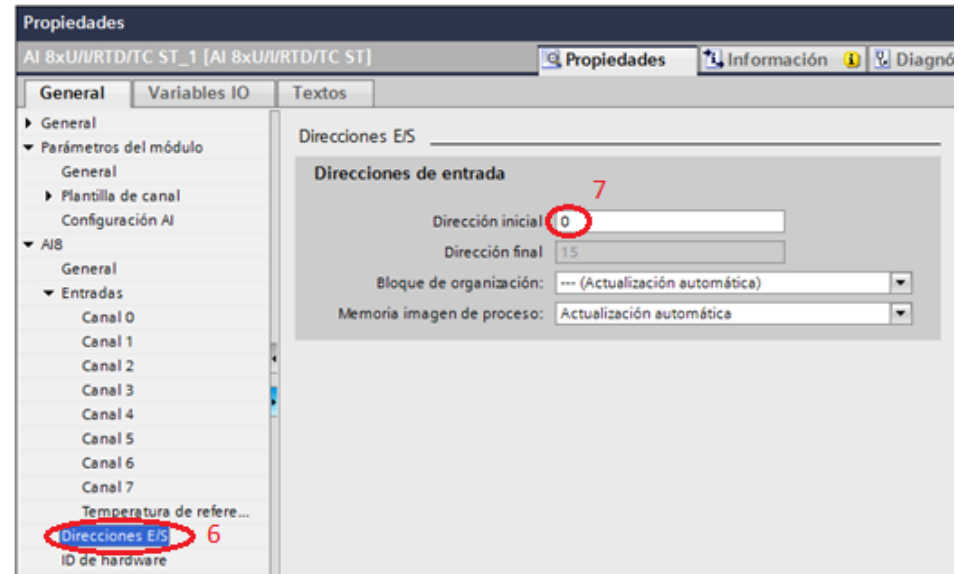 Propiedades
AI 8xU/I/RTD/TC ST_1 [AI 8xU/I/RTD/TC ST]
Propiedades
Información
Diagnó
General
Variables IO
Textos
General
Parámetros del módulo
General
Plantilla de canal
Configuración AI
AI8
General
Entradas
Canal 0
Canal 1
Canal 2
Canal 3
Canal 4
Canal 5
Canal 6
Canal 7
Temperatura de refere...
Direcciones E/S 6
ID de hardware
Direcciones E/S
Direcciones de entrada
7
Dirección inicial: 0
Dirección final 15
Bloque de organización: --- (Actualización automática)
Memoria imagen de proceso: Actualización automática